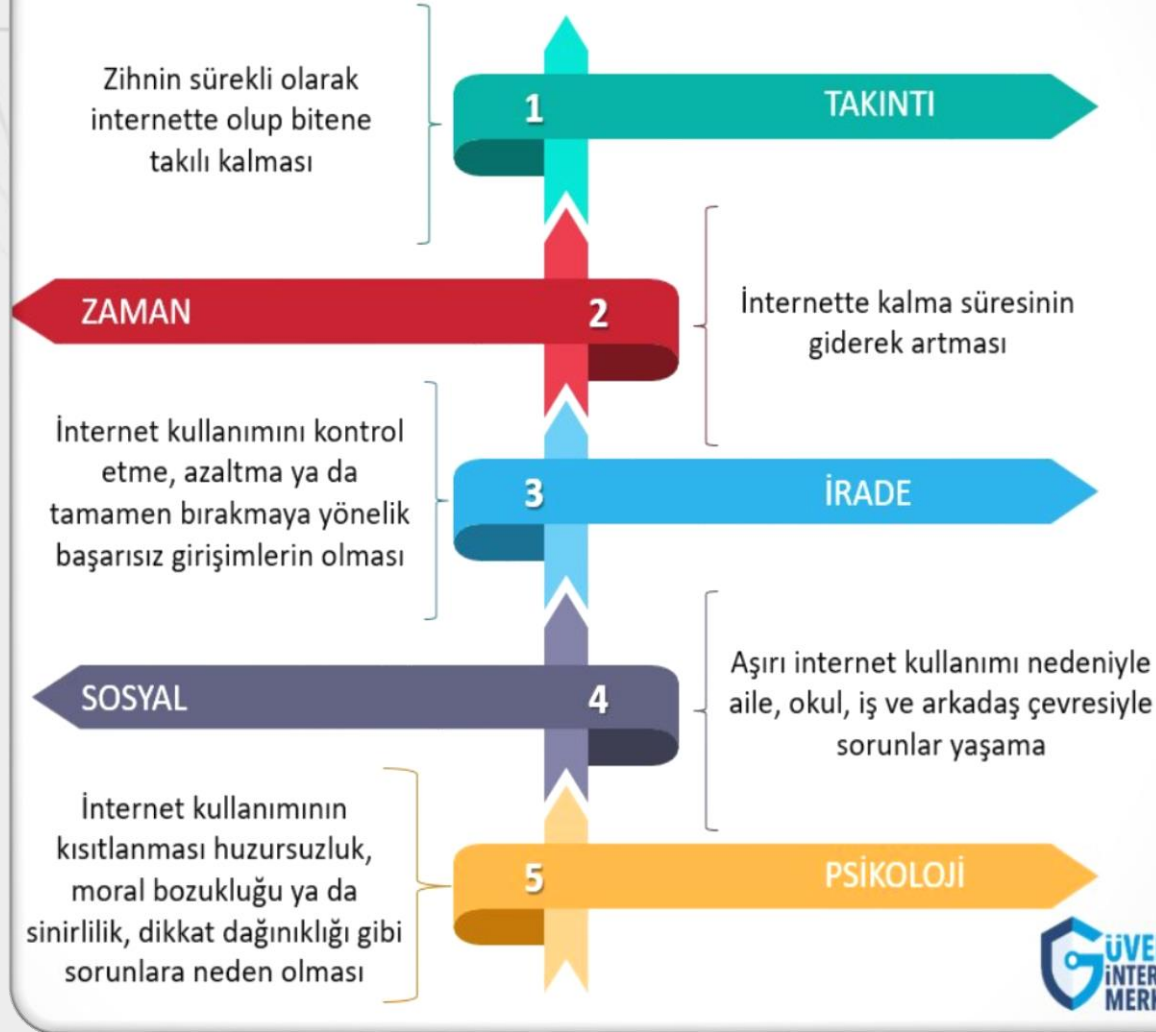 Zihnin sürekli olarak
internette olup bitene
takılı kalması
1
TAKINTI
ZAMAN
2
İnternette kalma süresinin
giderek artması
İnternet kullanımını kontrol
etme, azaltma ya da
tamamen bırakmaya yönelik
başarısız girişimlerin olması
3
İRADE
SOSYAL
4
Aşırı internet kullanımı nedeniyle
aile, okul, iş ve arkadaş çevresiyle
sorunlar yaşama
İnternet kullanımının
kısıtlanması huzursuzluk,
moral bozukluğu ya da
sinirlilik, dikkat dağınıklığı gibi
sorunlara neden olması
5
PSİKOLOJİ